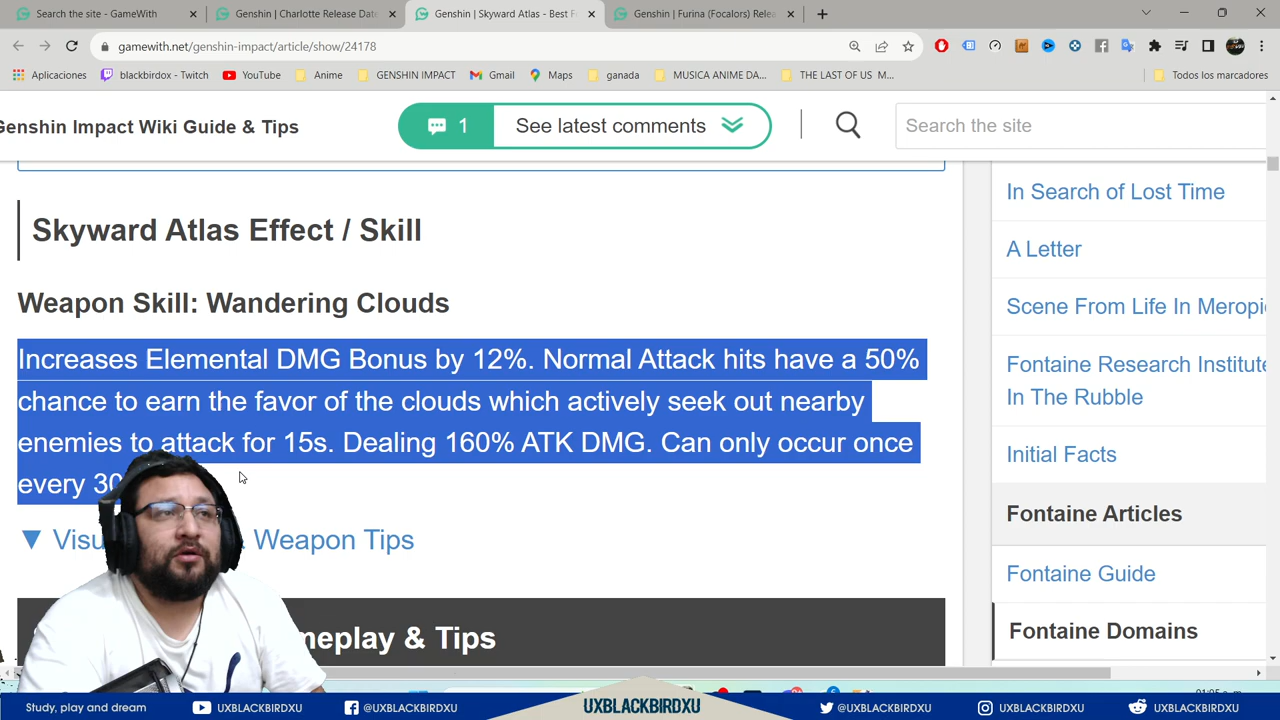 Search the site - GameWith
Genshin | Charlotte Release Date
Genshin | Skyward Atlas - Best F
Genshin | Furina (Focalors) Relea
gamewith.net/genshin-impact/article/show/24178
Aplicaciones
blackbirdox - Twitch
YouTube
Anime
GENSHIN IMPACT
Gmail
Maps
ganada
MUSICA ANIME DA...
THE LAST OF US M...
Todos los marcadores
Genshin Impact Wiki Guide & Tips
1
See latest comments
Search the site
Skyward Atlas Effect / Skill
Weapon Skill: Wandering Clouds
Increases Elemental DMG Bonus by 12%. Normal Attack hits have a 50%
chance to earn the favor of the clouds which actively seek out nearby
enemies to attack for 15s. Dealing 160% ATK DMG. Can only occur once
every 30
▼ Visu
Weapon Tips
meplay & Tips
In Search of Lost Time
A Letter
Scene From Life In Meropi
Fontaine Research Institute
In The Rubble
Initial Facts
Fontaine Articles
Fontaine Guide
Fontaine Domains
Study, play and dream
UXBLACKBIRDXU
@UXBLACKBIRDXU
UXBLACKBIRDXU
@UXBLACKBIRDXU
UXBLACKBIRDXU
UXBLACKBIRDXU